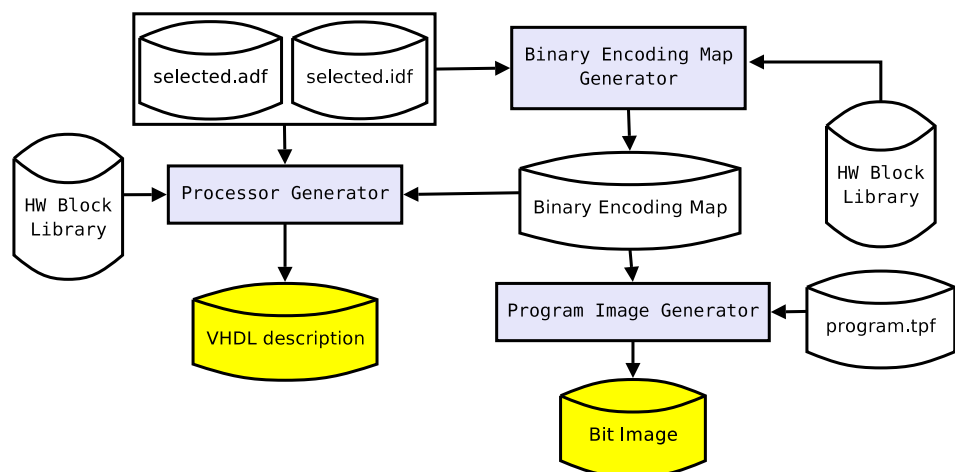 selected.adf
selected.idf
Binary Encoding Map
Generator
HW Block
Library
Processor Generator
Binary Encoding Map
HW Block
Library
VHDL description
Program Image Generator
program.tpf
Bit Image